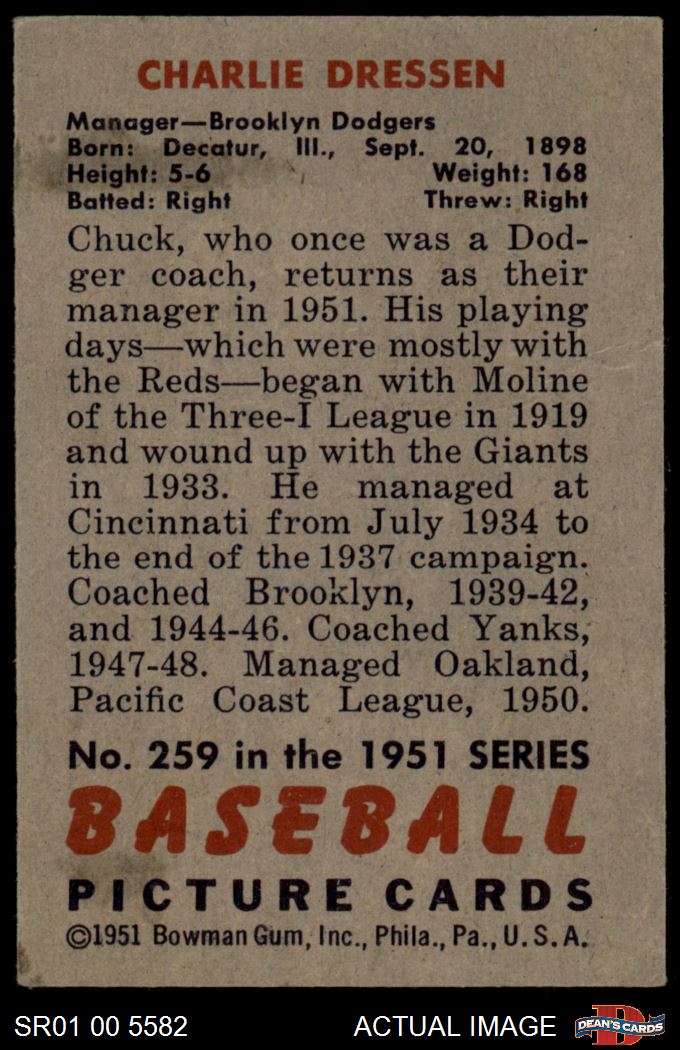 CHARLIE DRESSEN
Manager—Brooklyn Dodgers
Born: Decatur, Ill., Sept. 20, 1898
Height: 5-6 Weight: 168
Batted: Right Threw: Right
Chuck, who once was a Dod-
ger coach, returns as their
manager in 1951. His playing
days—which were mostly with
the Reds—began with Moline
of the Three-I League in 1919
and wound up with the Giants
in 1933. He managed at
Cincinnati from July 1934 to
the end of the 1937 campaign.
Coached Brooklyn, 1939-42,
and 1944-46. Coached Yanks,
1947-48. Managed Oakland,
Pacific Coast League, 1950.
No. 259 in the 1951 SERIES
BASEBALL
PICTURE CARDS
©1951 Bowman Gum, Inc., Phila., Pa., U.S.A.
SR01 00 5582 ACTUAL IMAGE DEAN'S CARDS